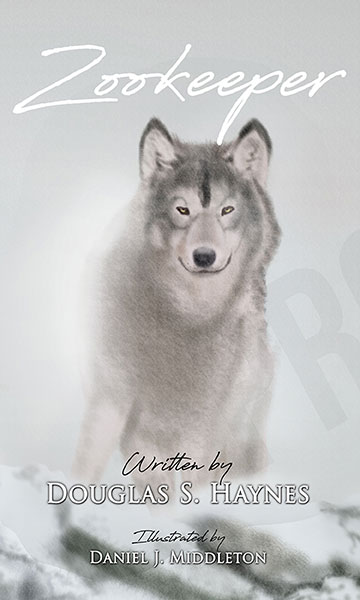 Zookeeper
Written by
Douglas S. Haynes
Illustrated by
Daniel J. Middleton